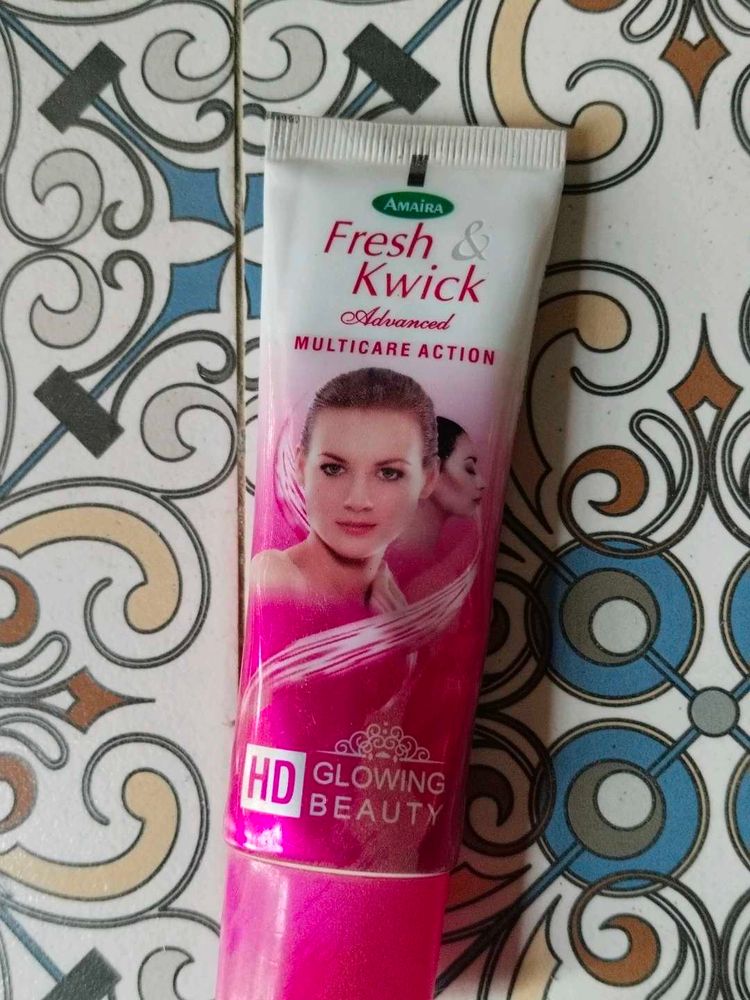 AMAIRA
Fresh &
Kwick
Advanced
MULTICARE ACTION
HD GLOWING
BEAUTY